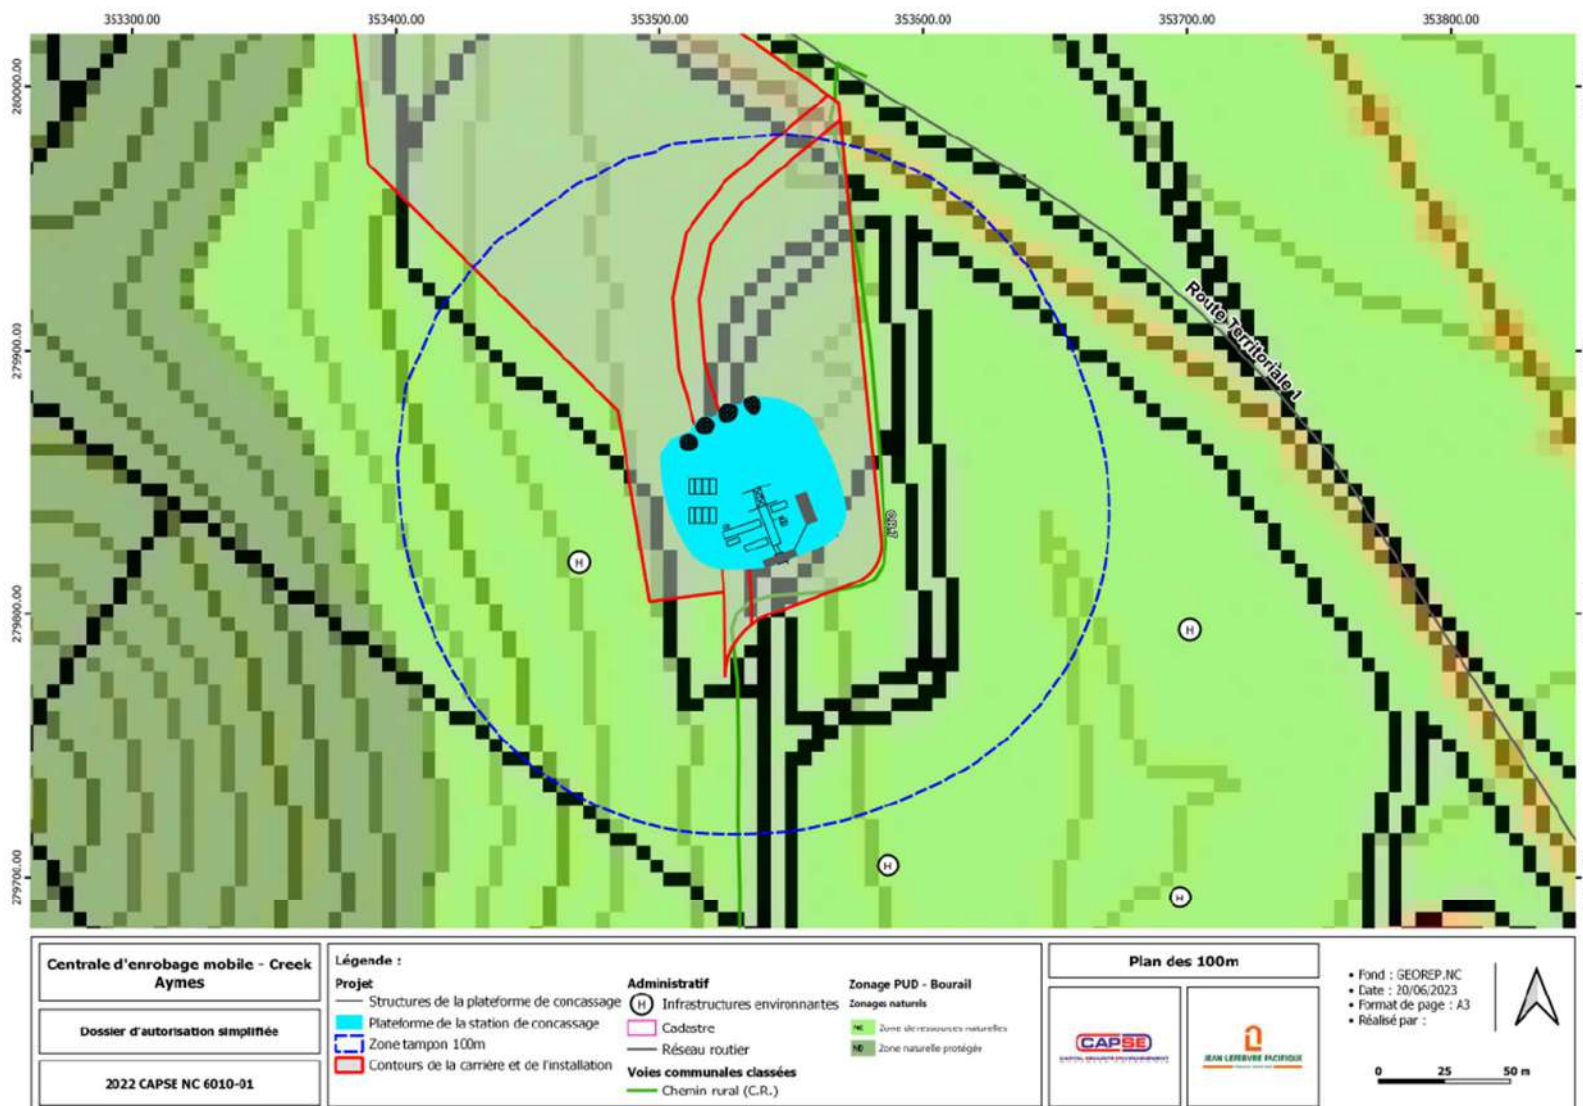 353300.00 353400.00 353500.00 353600.00 353700.00 353800.00
280000.00
279900.00
279800.00
279700.00
Route Territoriale 1
H
H
H
H
Centrale d'enrobage mobile - Creek
Aymes
Dossier d'autorisation simplifiée
2022 CAPSE NC 6010-01
Légende :
Projet
Structures de la plateforme de concassage
Plateforme de la station de concassage
Zone tampon 100m
Contours de la carrière et de l'installation
Administratif
H Infrastructures environnantes
Cadastre
Réseau routier
Voies communales classées
Chemin rural (C.R.)
Zonage PUD - Bourail
Zonages naturels
Zone de ressources naturelles
Zone naturelle protégée
Plan des 100m
CAPSE
JEAN LEFEBVRE PACIFIQUE
• Fond : GEOREP.NC
• Date : 20/06/2023
• Format de page : A3
• Réalisé par :
0 25 50 m